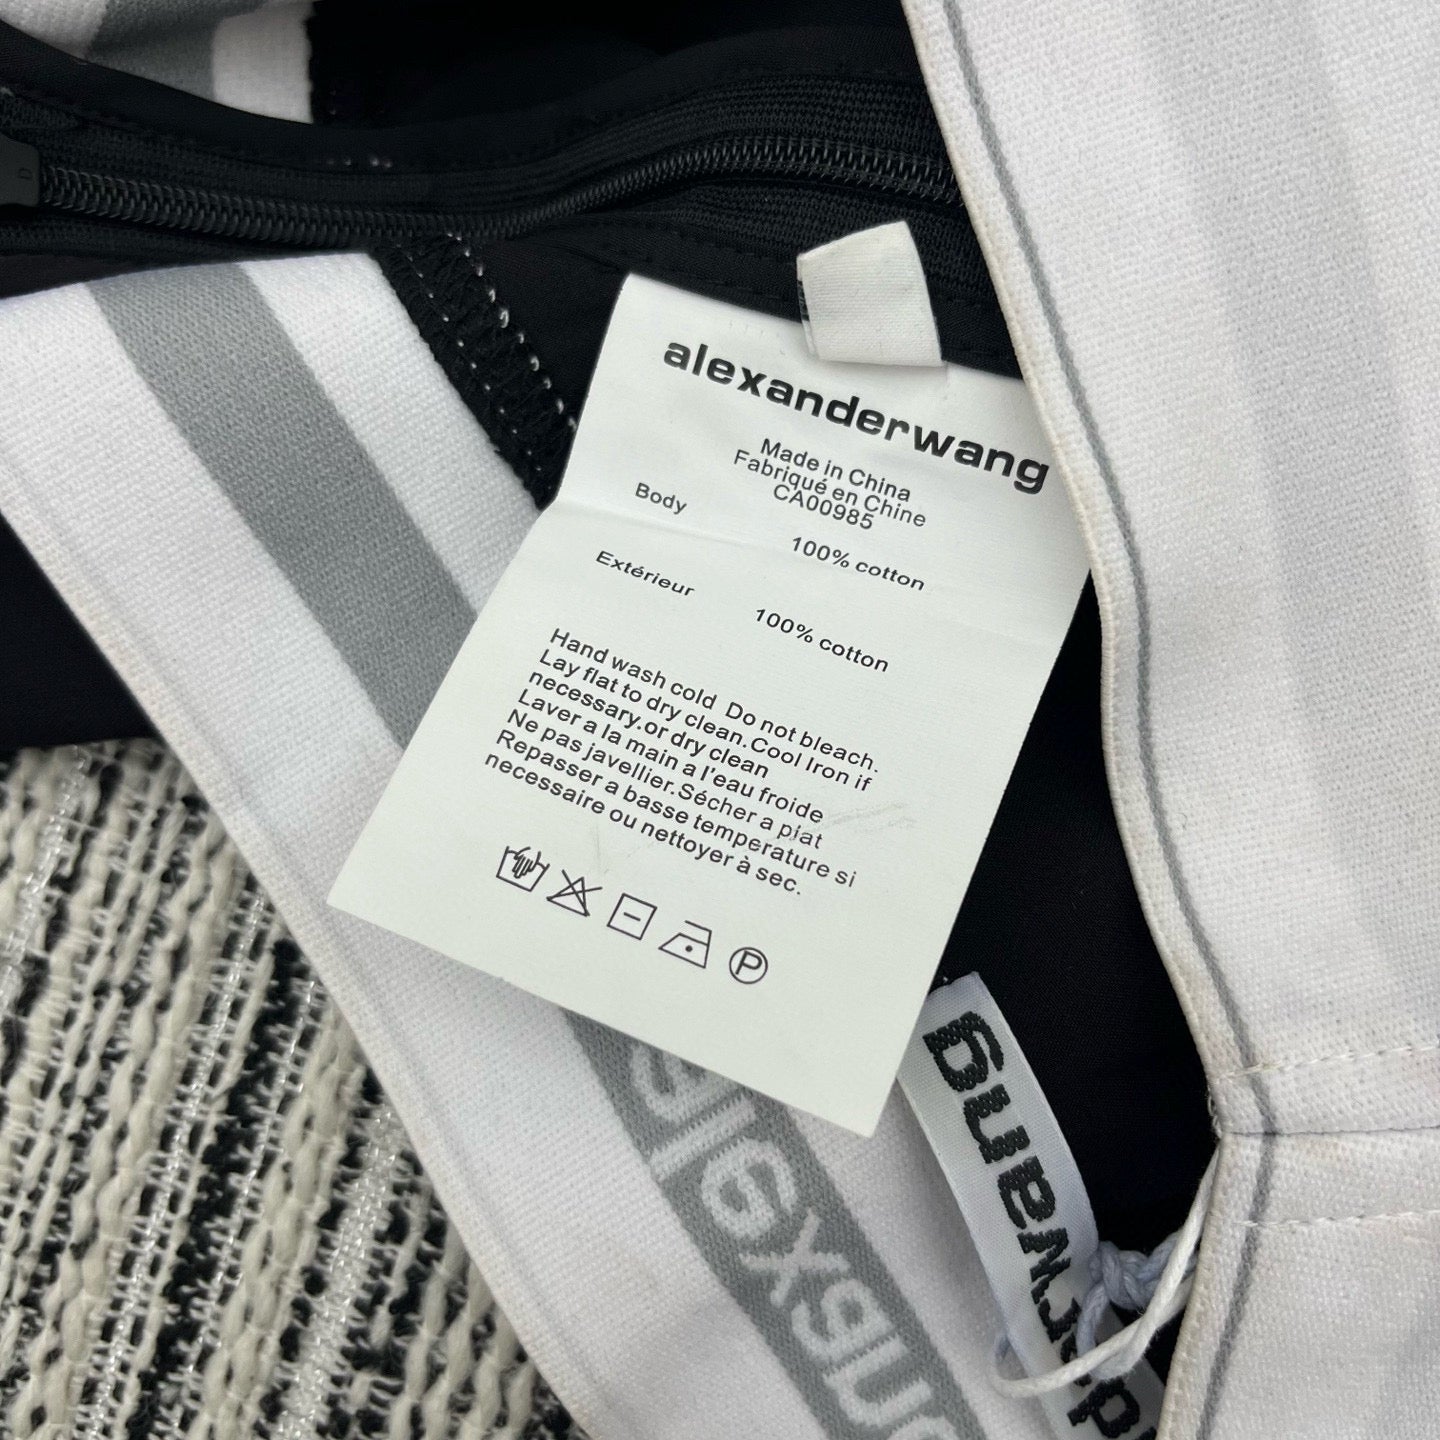 alexanderwang
Made in China
Fabriqué en Chine
CA00985
Body 100% cotton
Extérieur 100% cotton
Hand wash cold Do not bleach.
Lay flat to dry clean.Cool Iron if
necessary.or dry clean
Laver a la main a l'eau froide
Ne pas javellier.Sécher a piat
Repasser a basse temperature si
necessaire ou nettoyer à sec.
P